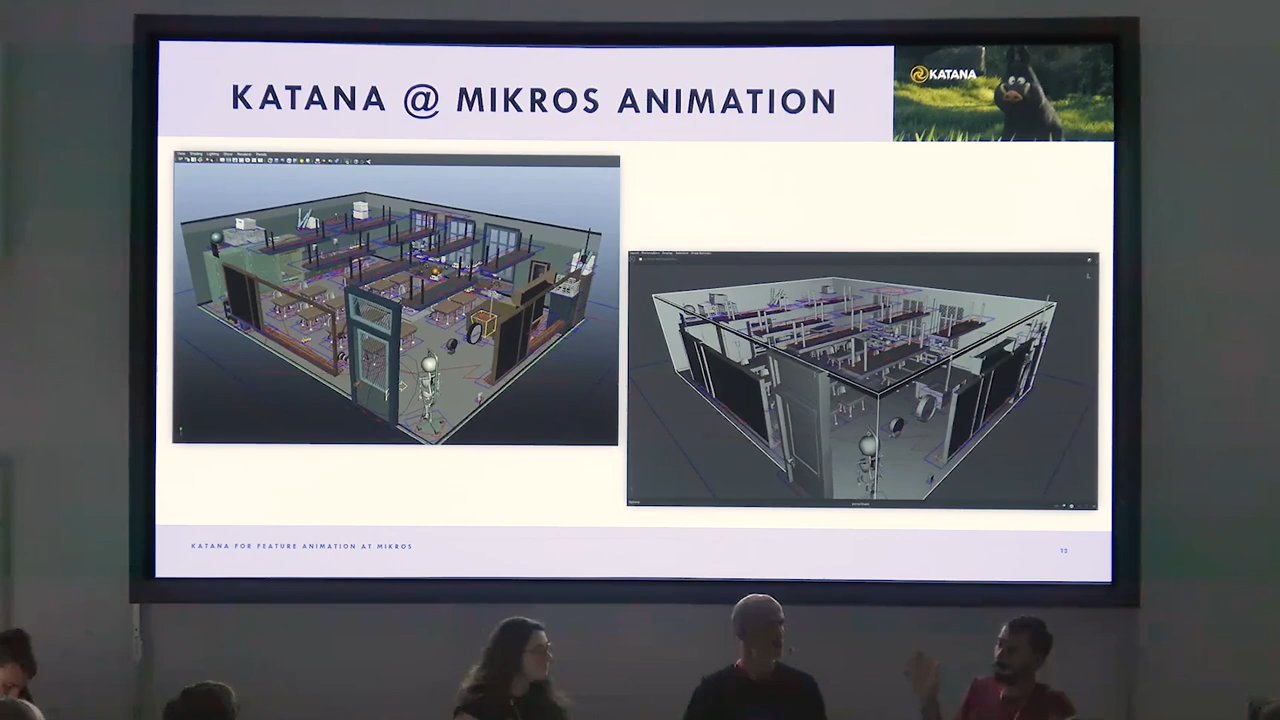 KATANA @ MIKROS ANIMATION
KATANA
KATANA FOR FEATURE ANIMATION AT MIKROS